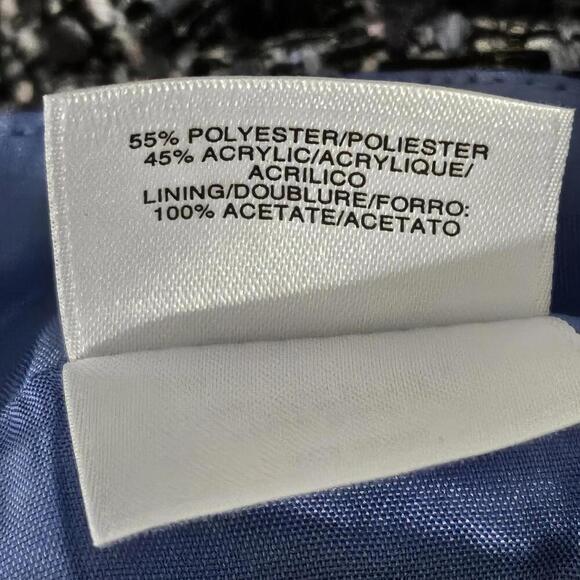 55% POLYESTER/POLIESTER
45% ACRYLIC/ACRYLIQUE/
ACRILICO
LINING/DOUBLURE/FORRO:
100% ACETATE/ACETATO